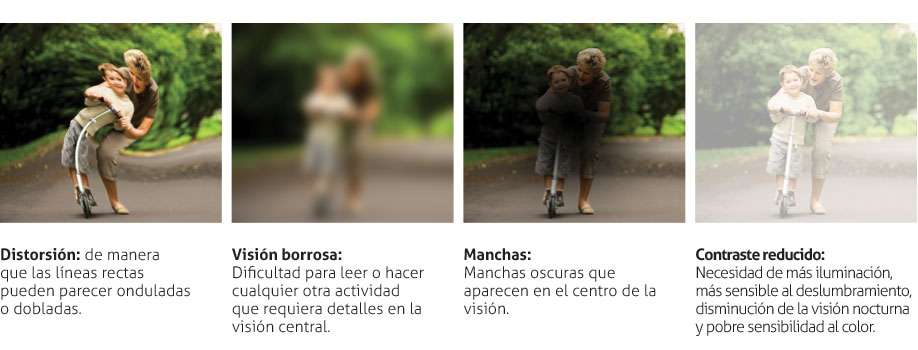 Distorsión: de manera
que las líneas rectas
pueden parecer onduladas
o dobladas.
Visión borrosa:
Dificultad para leer o hacer
cualquier otra actividad
que requiera detalles en la
visión central.
Manchas:
Manchas oscuras que
aparecen en el centro de la
visión.
Contraste reducido:
Necesidad de más iluminación,
más sensible al deslumbramiento,
disminución de la visión nocturna
y pobre sensibilidad al color.